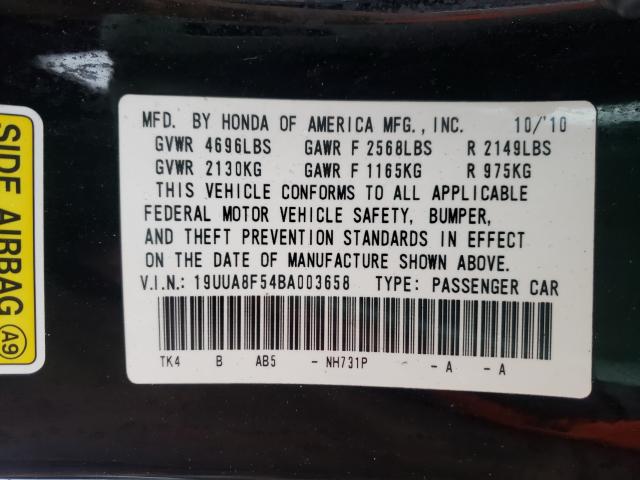 MFD. BY HONDA OF AMERICA MFG., INC. 10/'10
GVWR 4696LBS GAWR F 2568LBS R 2149LBS
GVWR 2130KG GAWR F 1165KG R 975KG
THIS VEHICLE CONFORMS TO ALL APPLICABLE
FEDERAL MOTOR VEHICLE SAFETY, BUMPER,
AND THEFT PREVENTION STANDARDS IN EFFECT
ON THE DATE OF MANUFACTURE SHOWN ABOVE.
V.I.N.: 19UUA8F54BA003658 TYPE: PASSENGER CAR
TK4 B AB5 - NH731P - A - A
SIDE AIRBAG A9